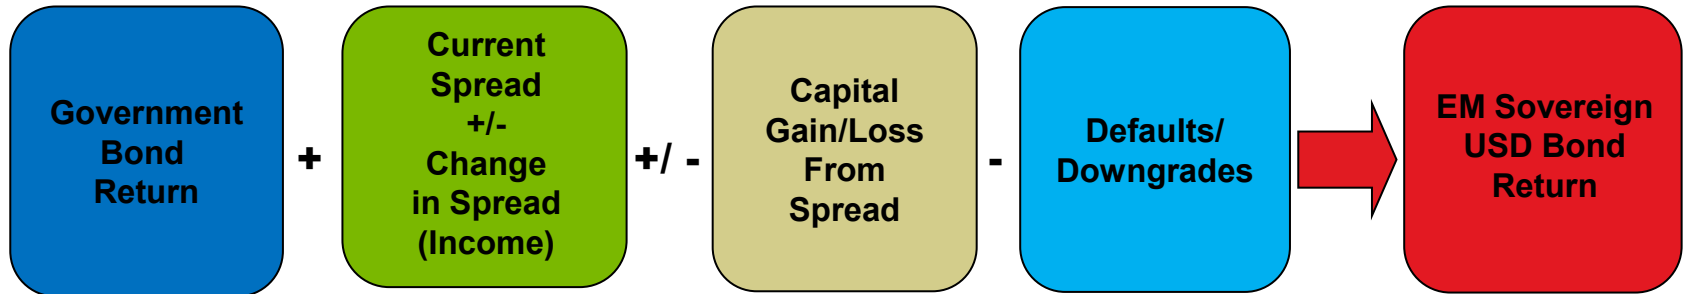 Government
Bond
Return
+
Current
Spread
+/-
Change
in Spread
(Income)
+/ -
Capital
Gain/Loss
From
Spread
-
Defaults/
Downgrades
EM Sovereign
USD Bond
Return